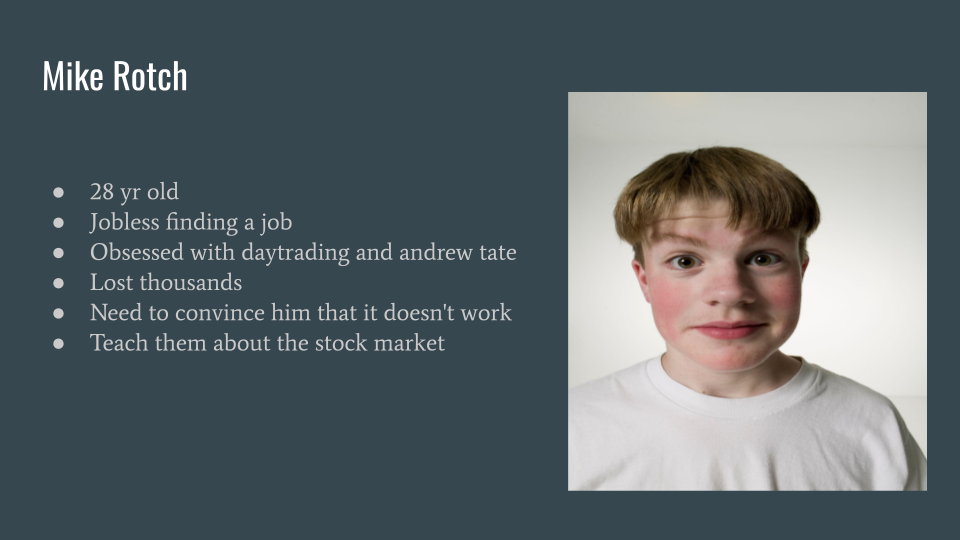 Mike Rotch
● 28 yr old
● Jobless finding a job
● Obsessed with daytrading and andrew tate
● Lost thousands
● Need to convince him that it doesn't work
● Teach them about the stock market